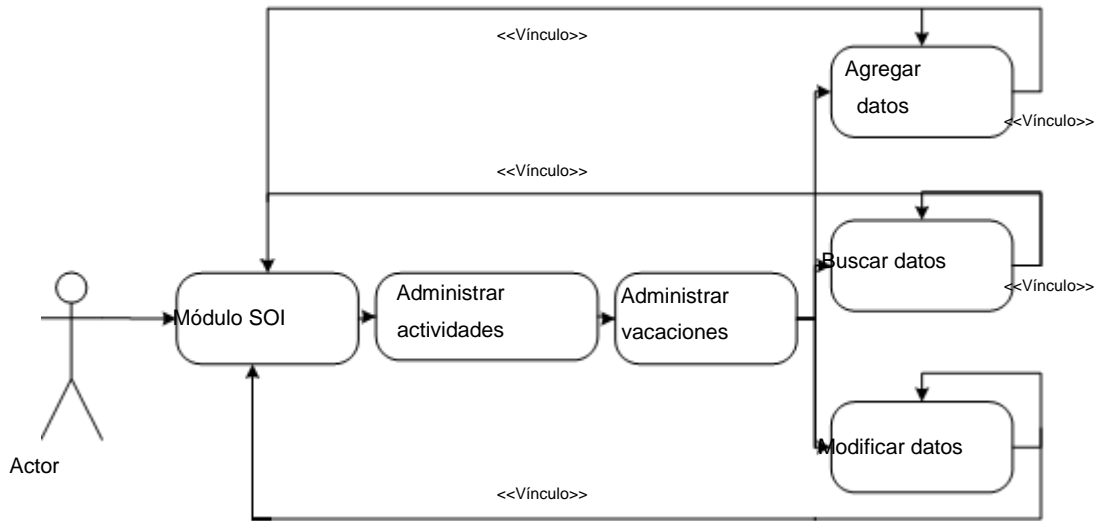 <<Vínculo>>
Agregar
datos
<<Vínculo>>
<<Vínculo>>
Buscar datos
<<Vínculo>>
Módulo SOI
Administrar
actividades
Administrar
vacaciones
Modificar datos
Actor
<<Vínculo>>